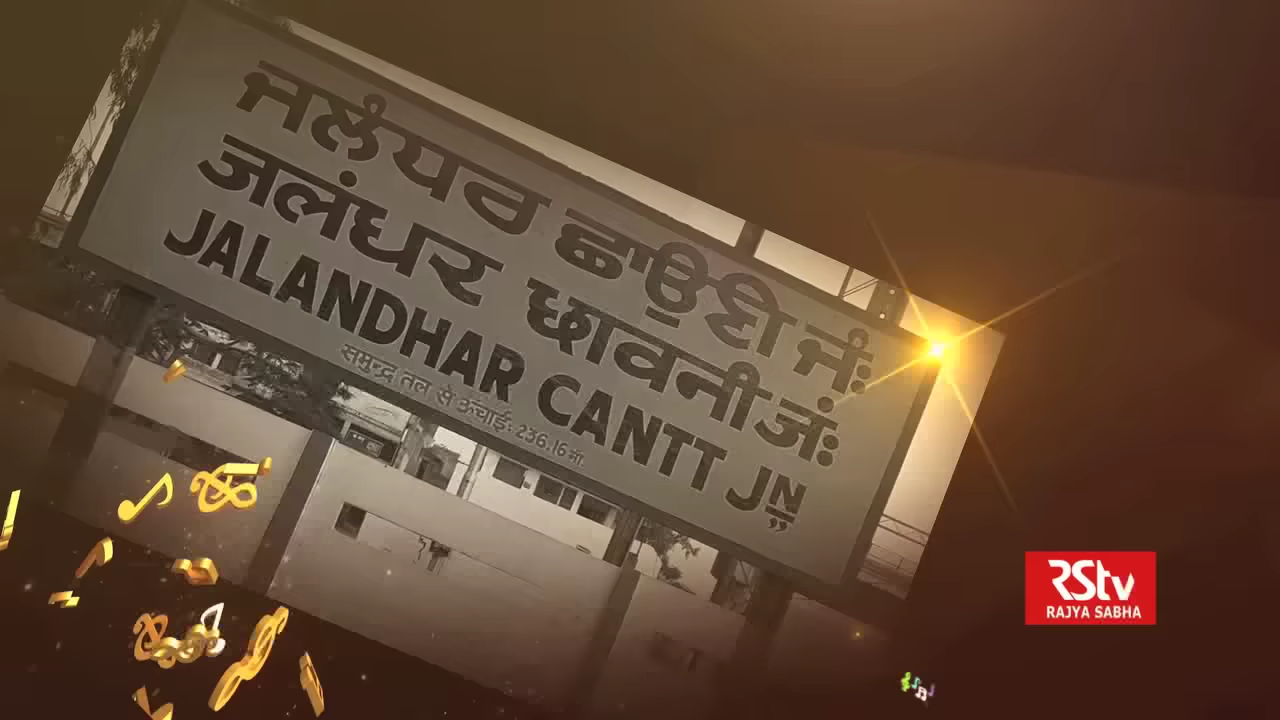 ਜਲੰਧਰ ਛਾਉਣੀ ਜੰ:
जलंधर छावनी जं:
JALANDHAR CANTT JN
समुन्द्र तल से ऊंचाई: 236.16 मी.
RStv
RAJYA SABHA